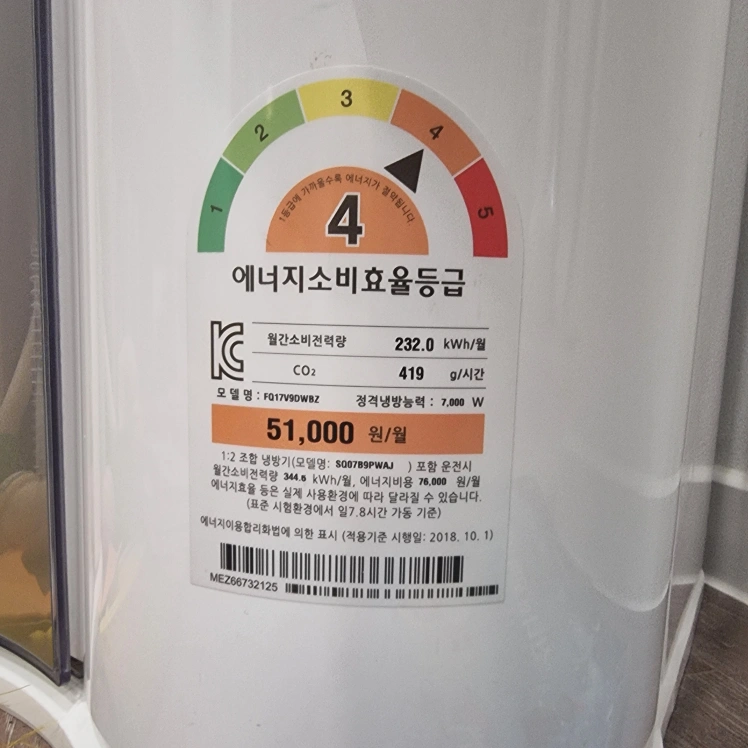 1 2 3 4 5
1등급에 가까울수록 에너지가 절약됩니다.
4
에너지소비효율등급
월간소비전력량 232.0 kWh/월
CO₂ 419 g/시간
모델명 : FQ17V9DWBZ 정격냉방능력 : 7,000 W
51,000 원/월
1:2 조합 냉방기(모델명: SQ07B9PWAJ ) 포함 운전시
월간소비전력량 344.5 kWh/월, 에너지비용 76,000 원/월
에너지효율 등은 실제 사용환경에 따라 달라질 수 있습니다.
(표준 시험환경에서 일7.8시간 가동 기준)
에너지이용합리화법에 의한 표시 (적용기준 시행일: 2018. 10. 1)
MEZ66732125